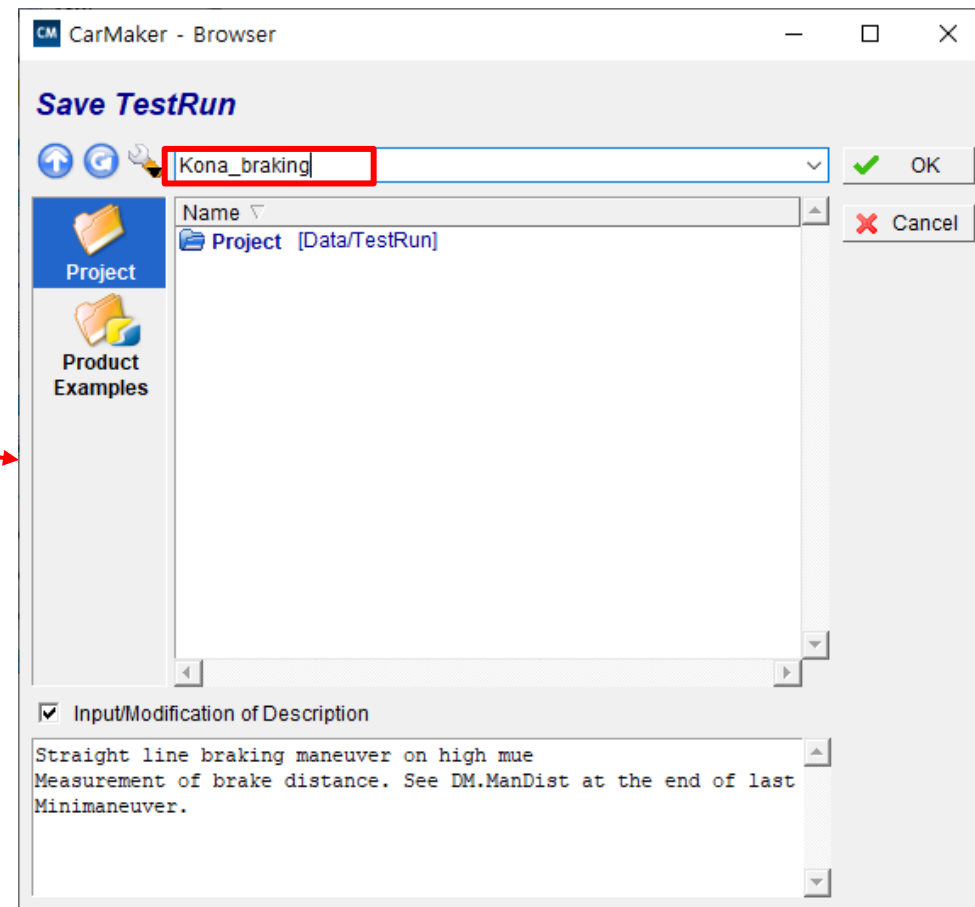 CM CarMaker - Browser
Save TestRun
Kona_braking
OK
Cancel
Name
Project [Data/TestRun]
Project
Product
Examples
Input/Modification of Description
Straight line braking maneuver on high mue
Measurement of brake distance. See DM.ManDist at the end of last
Minimaneuver.